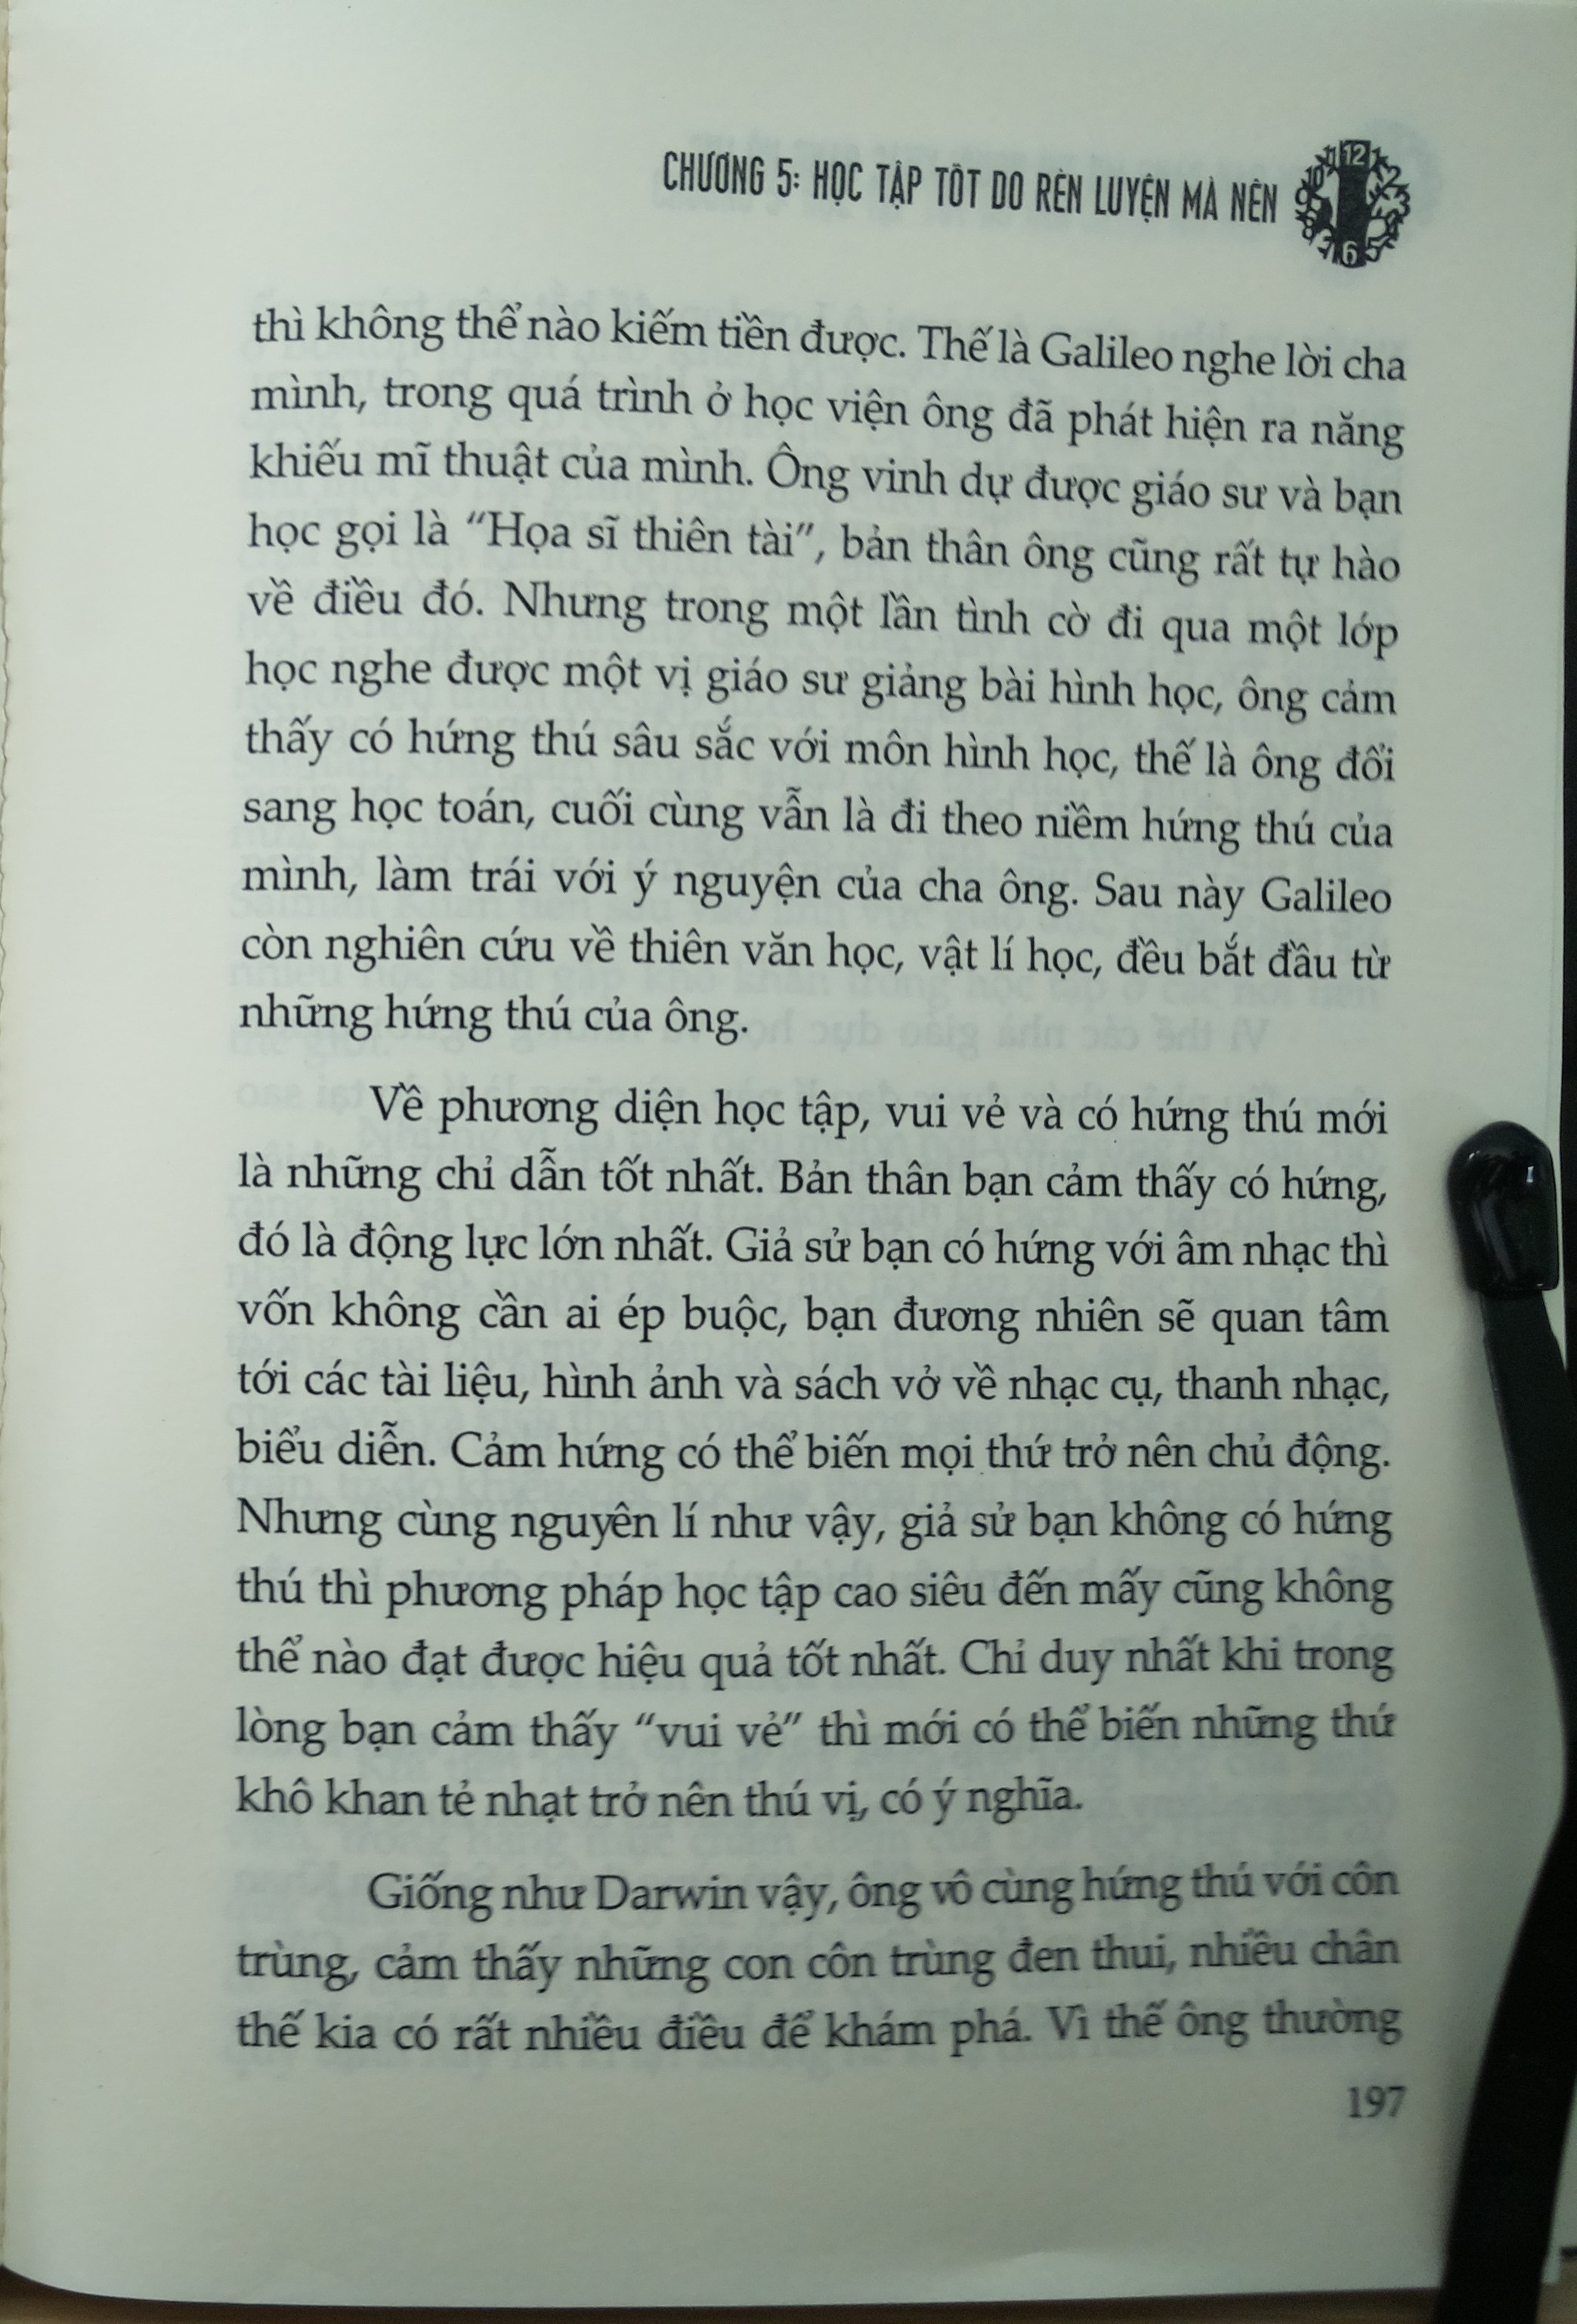 CHƯƠNG 5: HỌC TẬP TỐT DO RÈN LUYỆN MÀ NÊN
thì không thể nào kiếm tiền được. Thế là Galileo nghe lời cha
mình, trong quá trình ở học viện ông đã phát hiện ra năng
khiếu mĩ thuật của mình. Ông vinh dự được giáo sư và bạn
học gọi là “Họa sĩ thiên tài”, bản thân ông cũng rất tự hào
về điều đó. Nhưng trong một lần tình cờ đi qua một lớp
học nghe được một vị giáo sư giảng bài hình học, ông cảm
thấy có hứng thú sâu sắc với môn hình học, thế là ông đổi
sang học toán, cuối cùng vẫn là đi theo niềm hứng thú của
mình, làm trái với ý nguyện của cha ông. Sau này Galileo
còn nghiên cứu về thiên văn học, vật lí học, đều bắt đầu từ
những hứng thú của ông.
Về phương diện học tập, vui vẻ và có hứng thú mới
là những chỉ dẫn tốt nhất. Bản thân bạn cảm thấy có hứng,
đó là động lực lớn nhất. Giả sử bạn có hứng với âm nhạc thì
vốn không cần ai ép buộc, bạn đương nhiên sẽ quan tâm
tới các tài liệu, hình ảnh và sách vở về nhạc cụ, thanh nhạc,
biểu diễn. Cảm hứng có thể biến mọi thứ trở nên chủ động.
Nhưng cùng nguyên lí như vậy, giả sử bạn không có hứng
thú thì phương pháp học tập cao siêu đến mấy cũng không
thể nào đạt được hiệu quả tốt nhất. Chỉ duy nhất khi trong
lòng bạn cảm thấy “vui vẻ” thì mới có thể biến những thứ
khô khan tẻ nhạt trở nên thú vị, có ý nghĩa.
Giống như Darwin vậy, ông vô cùng hứng thú với côn
trùng, cảm thấy những con côn trùng đen thui, nhiều chân
thế kia có rất nhiều điều để khám phá. Vì thế ông thường
197